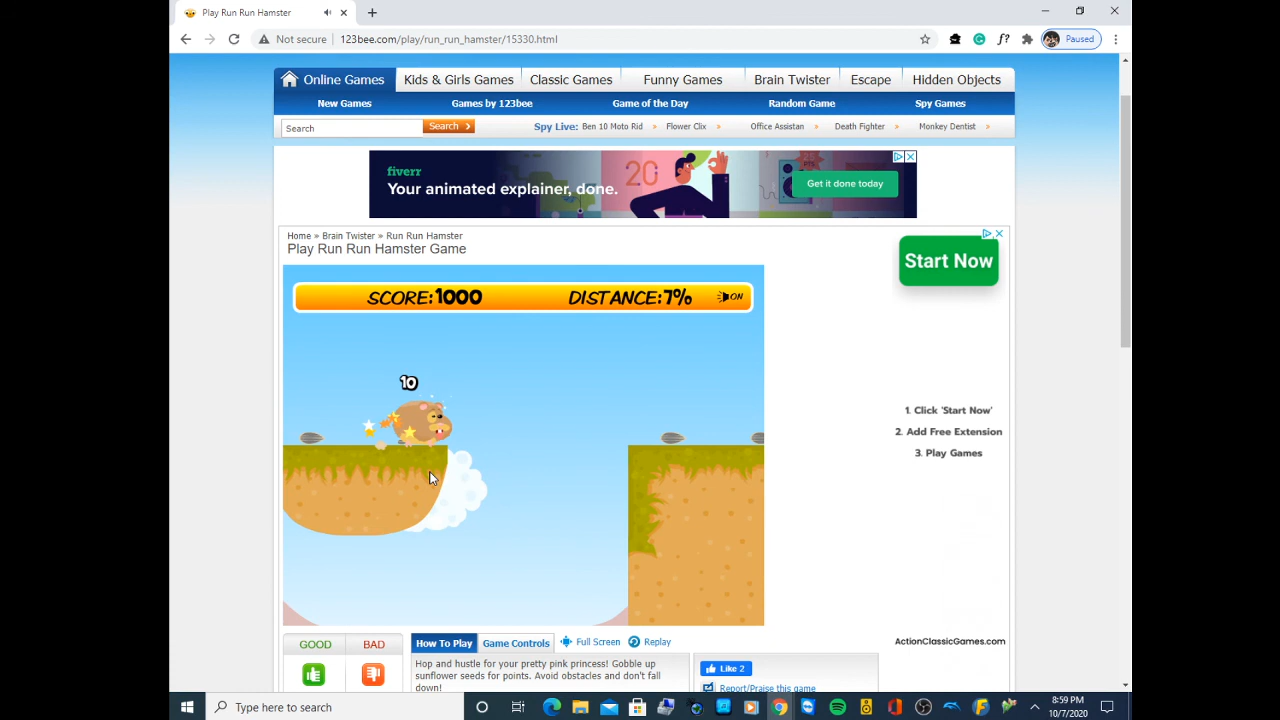 Play Run Run Hamster
Not secure 123bee.com/play/run_run_hamster/15330.html
f?
Paused
Online Games Kids & Girls Games Classic Games Funny Games Brain Twister Escape Hidden Objects
New Games Games by 123bee Game of the Day Random Game Spy Games
Search Search Spy Live: Ben 10 Moto Rid » Flower Clix » Office Assistan » Death Fighter » Monkey Dentist »
fiverr
Your animated explainer, done.
20
Get it done today
Home » Brain Twister » Run Run Hamster
Play Run Run Hamster Game
Start Now
SCORE:1000 DISTANCE:7% ON
10
1. Click 'Start Now'
2. Add Free Extension
3. Play Games
ActionClassicGames.com
GOOD BAD How To Play Game Controls Full Screen Replay
Hop and hustle for your pretty pink princess! Gobble up
sunflower seeds for points. Avoid obstacles and don't fall
down!
Like 2
Report/Praise this game
Type here to search
8:59 PM
10/7/2020